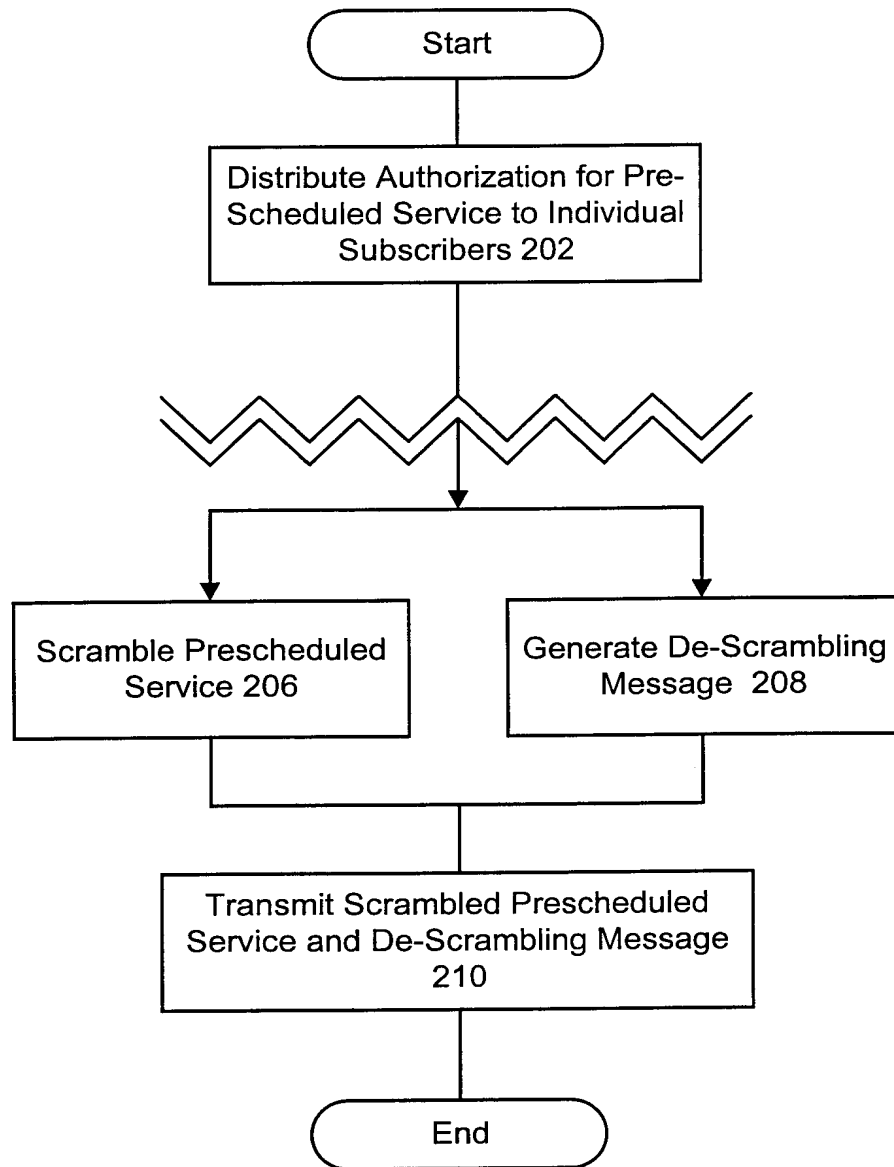 Start
Distribute Authorization for Pre-
Scheduled Service to Individual
Subscribers 202
Scramble Prescheduled
Service 206
Generate De-Scrambling
Message 208
Transmit Scrambled Prescheduled
Service and De-Scrambling Message
210
End